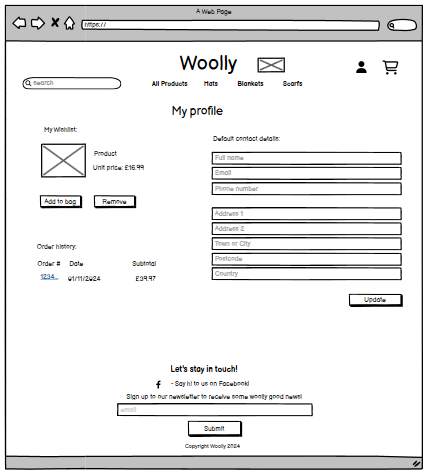 A Web Page
https://
Woolly
search
All Products Hats Blankets Scarfs
My profile
My Wishlist:
Product
Unit price: £16.99
Add to bag Remove
Order history:
Order # Date Subtotal
1234... 01/11/2024 £39.97
Default contact details:
Full name
Email
Phone number
Address 1
Address 2
Town or City
Postcode
Country
Update
Let's stay in touch!
- Say hi to us on Facebook!
Sign up to our newsletter to receive some woolly good news!
email
Submit
Copyright Woolly 2024